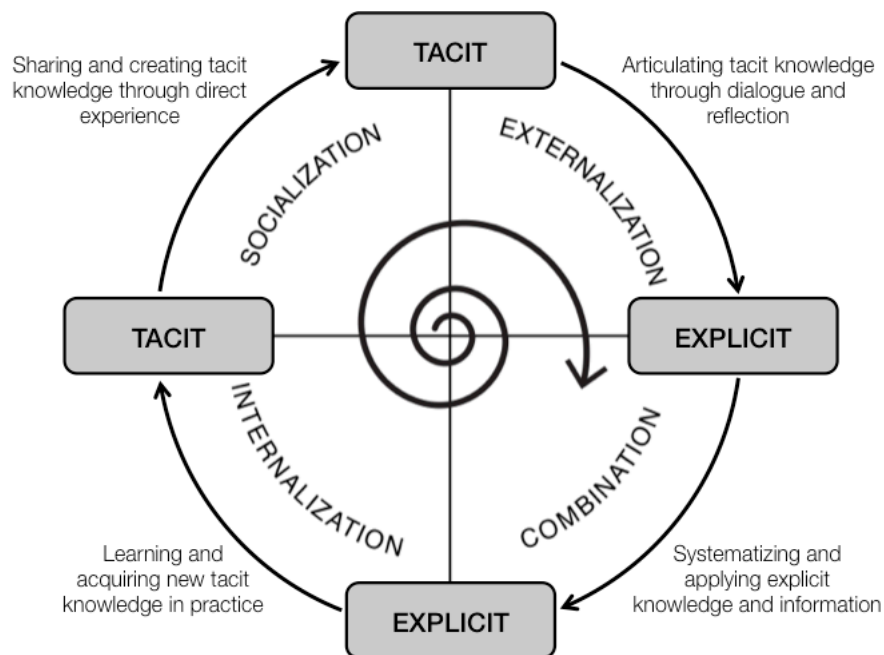 TACIT
Sharing and creating tacit
knowledge through direct
experience
Articulating tacit knowledge
through dialogue and
reflection
SOCIALIZATION
EXTERNALIZATION
TACIT
EXPLICIT
INTERNALIZATION
COMBINATION
Learning and
acquiring new tacit
knowledge in practice
Systematizing and
applying explicit
knowledge and information
EXPLICIT